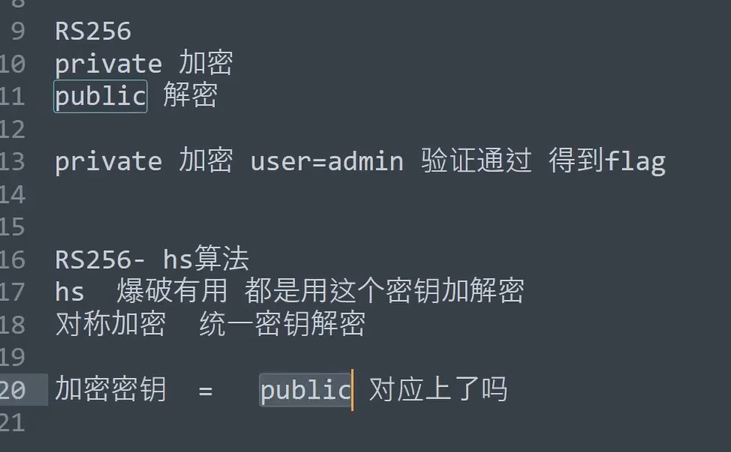 8
9 RS256
10 private 加密
11 public 解密
12
13 private 加密 user=admin 验证通过 得到flag
14
15
16 RS256- hs算法
17 hs 爆破有用 都是用这个密钥加解密
18 对称加密 统一密钥解密
19
20 加密密钥 = public 对应上了吗
21